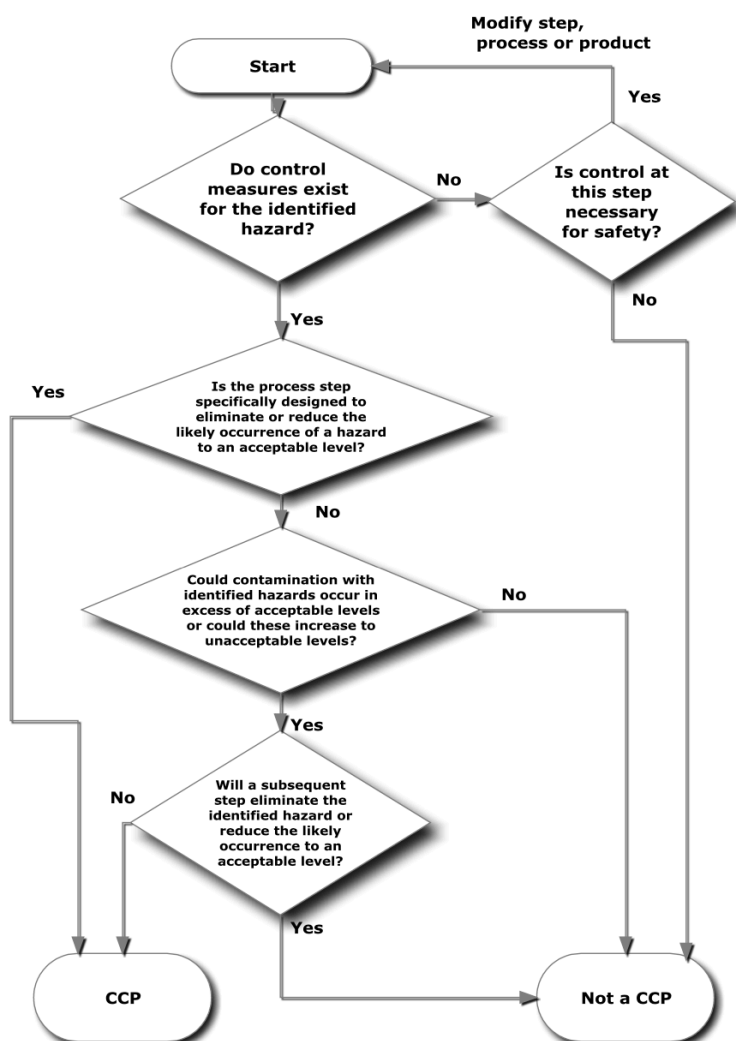 Modify step,
process or product
Start
Yes
Do control
measures exist
for the identified
hazard?
No
Is control at
this step
necessary
for safety?
No
Yes
Yes
Is the process step
specifically designed to
eliminate or reduce the
likely occurrence of a hazard
to an acceptable level?
No
Could contamination with
identified hazards occur in
excess of acceptable levels
or could these increase to
unacceptable levels?
No
Yes
No
Will a subsequent
step eliminate the
identified hazard or
reduce the likely
occurrence to an
acceptable level?
Yes
CCP
Not a CCP